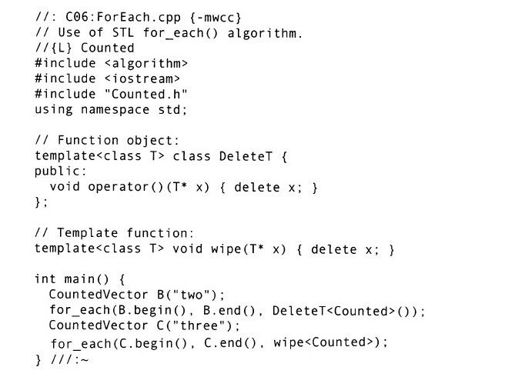 //: C06:ForEach.cpp {-mwcc}
// Use of STL for_each() algorithm.
//{L} Counted
#include <algorithm>
#include <iostream>
#include "Counted.h"
using namespace std;

// Function object:
template<class T> class DeleteT {
public:
  void operator()(T* x) { delete x; }
};

// Template function:
template<class T> void wipe(T* x) { delete x; }

int main() {
  CountedVector B("two");
  for_each(B.begin(), B.end(), DeleteT<Counted>());
  CountedVector C("three");
  for_each(C.begin(), C.end(), wipe<Counted>);
} ///:~